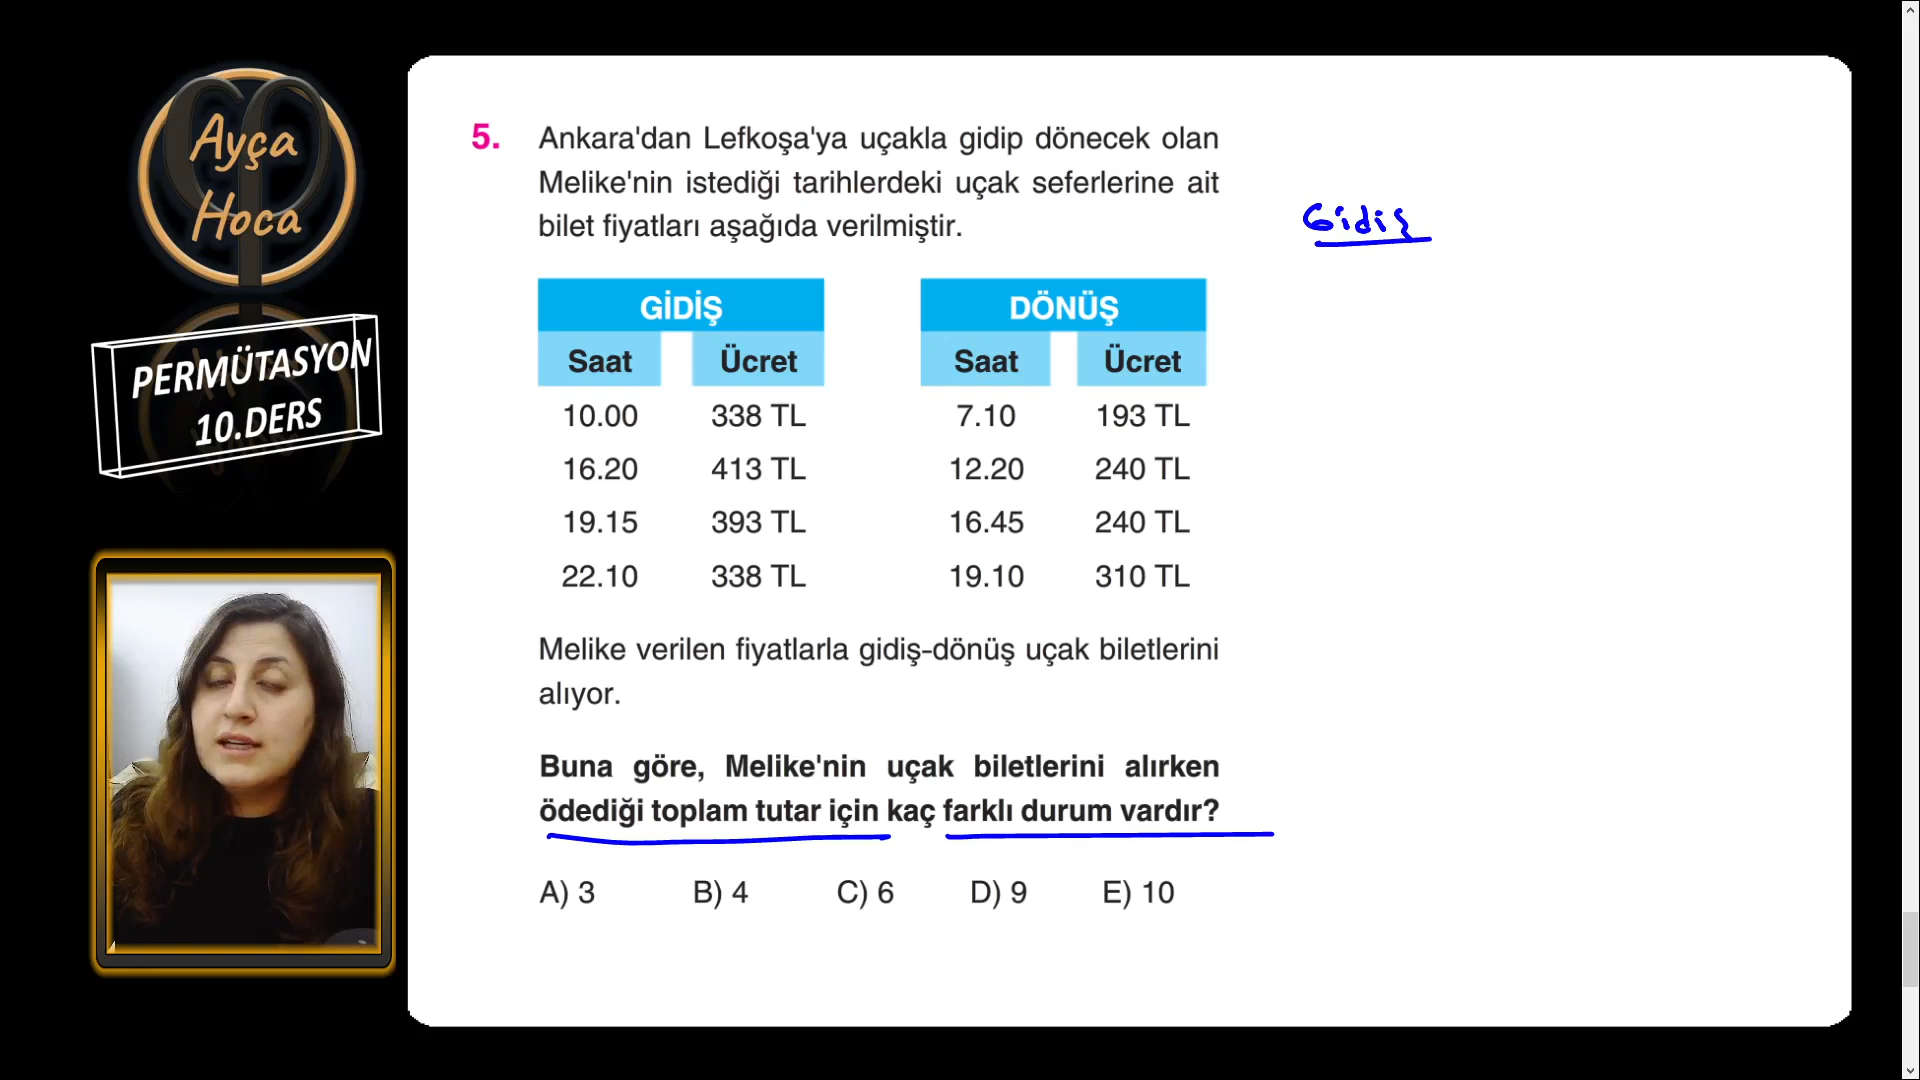 Ayça
Hoca
PERMÜTASYON
10.DERS
5. Ankara'dan Lefkoşa'ya uçakla gidip dönecek olan
Melike'nin istediği tarihlerdeki uçak seferlerine ait
bilet fiyatları aşağıda verilmiştir.
Gidiş
GİDİŞ DÖNÜŞ
Saat Ücret Saat Ücret
10.00 338 TL 7.10 193 TL
16.20 413 TL 12.20 240 TL
19.15 393 TL 16.45 240 TL
22.10 338 TL 19.10 310 TL
Melike verilen fiyatlarla gidiş-dönüş uçak biletlerini
alıyor.
Buna göre, Melike'nin uçak biletlerini alırken
ödediği toplam tutar için kaç farklı durum vardır?
A) 3 B) 4 C) 6 D) 9 E) 10